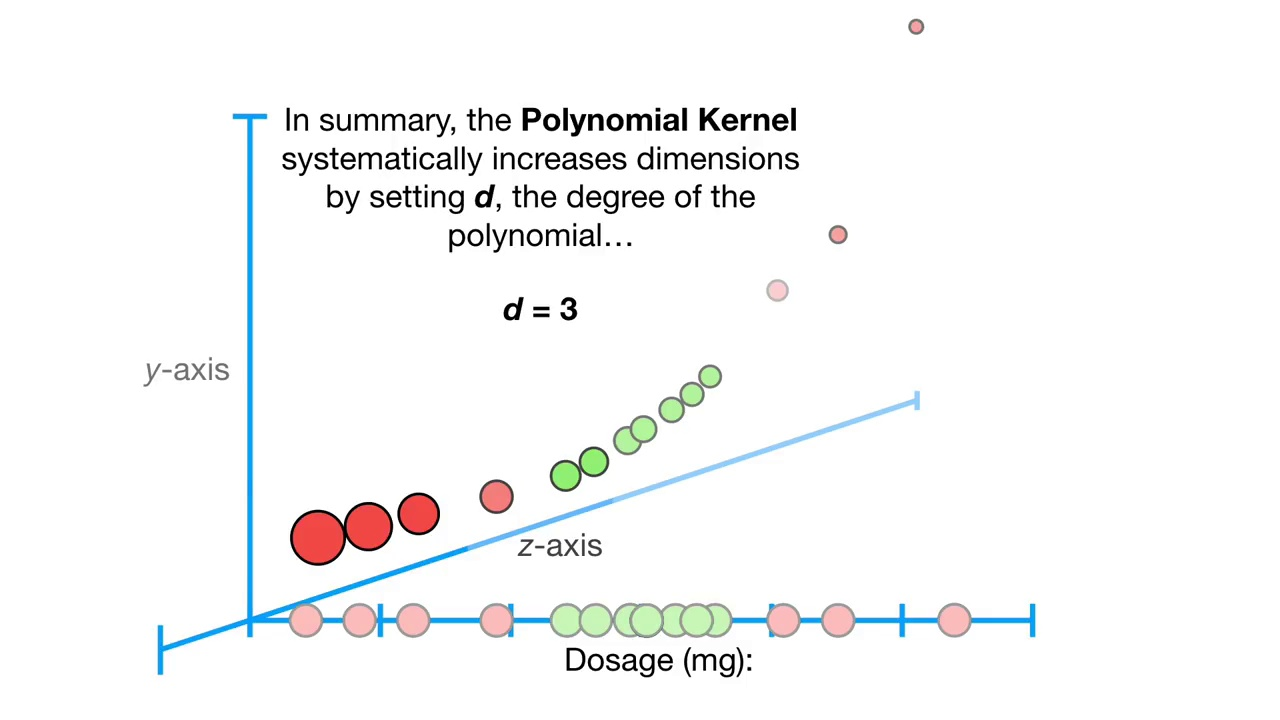 In summary, the Polynomial Kernel
systematically increases dimensions
by setting d, the degree of the
polynomial…
d = 3
y-axis
z-axis
Dosage (mg):